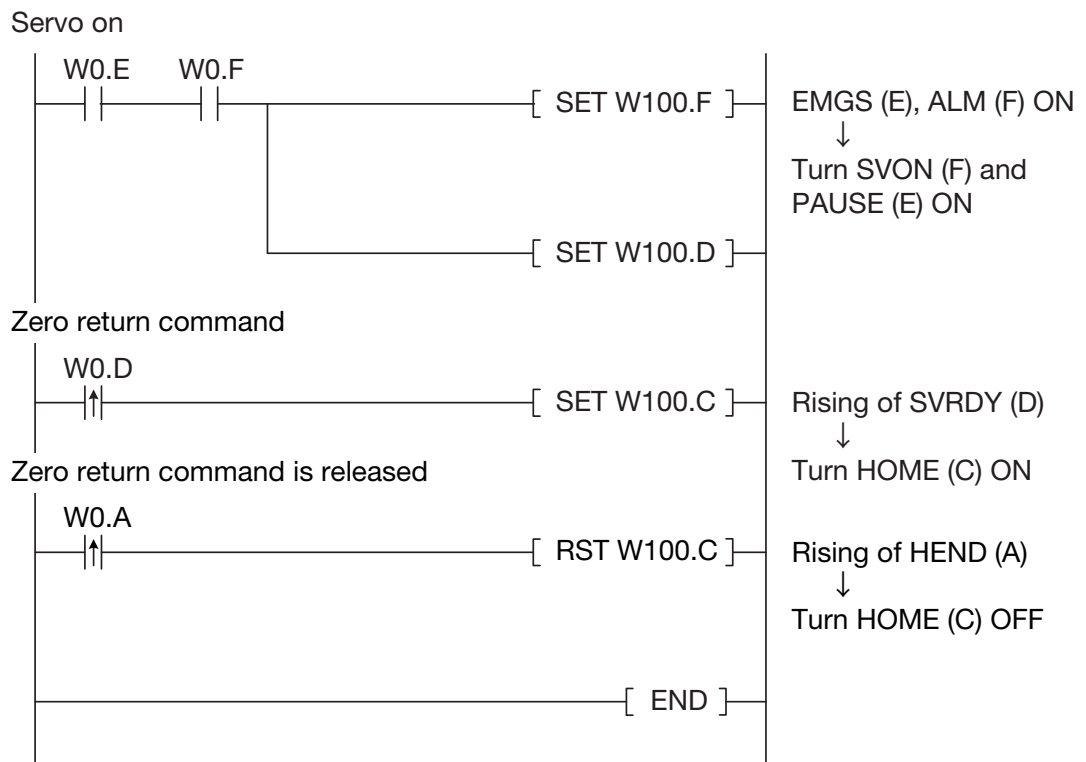 Servo on
W0.E W0.F
[ SET W100.F ] EMGS (E), ALM (F) ON
↓
Turn SVON (F) and
PAUSE (E) ON
[ SET W100.D ]
Zero return command
W0.D
[ SET W100.C ] Rising of SVRDY (D)
↓
Turn HOME (C) ON
Zero return command is released
W0.A
[ RST W100.C ] Rising of HEND (A)
↓
Turn HOME (C) OFF
[ END ]